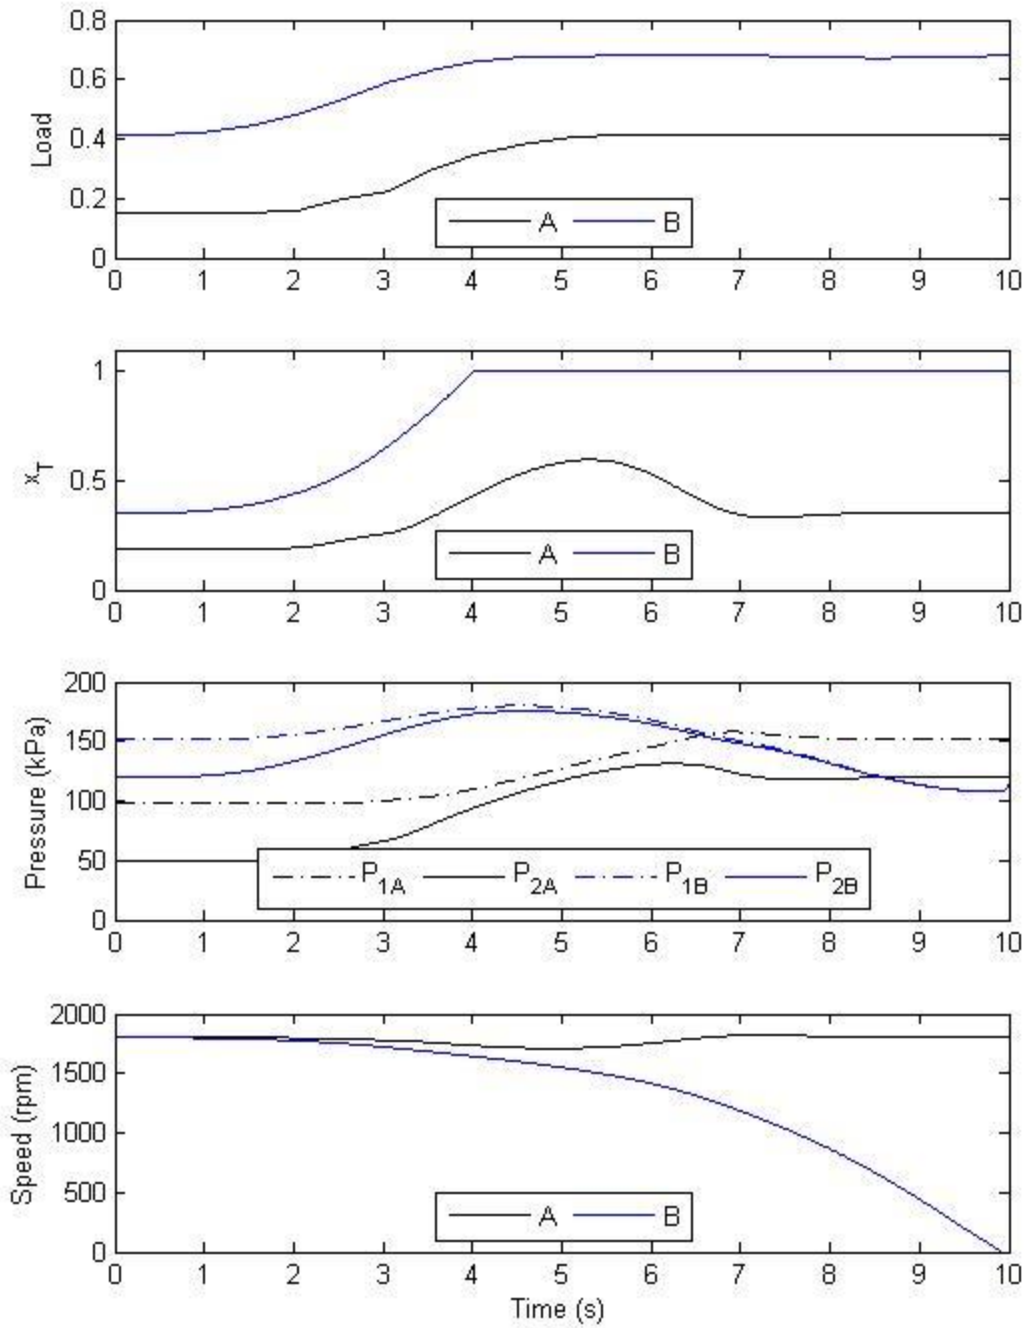 0.8
0.6
0.4
0.2
0
Load
A B
0 1 2 3 4 5 6 7 8 9 10
1
0.5
0
x_T
A B
0 1 2 3 4 5 6 7 8 9 10
200
150
100
50
0
Pressure (kPa)
P_1A P_2A P_1B P_2B
0 1 2 3 4 5 6 7 8 9 10
2000
1500
1000
500
0
Speed (rpm)
A B
0 1 2 3 4 5 6 7 8 9 10
Time (s)